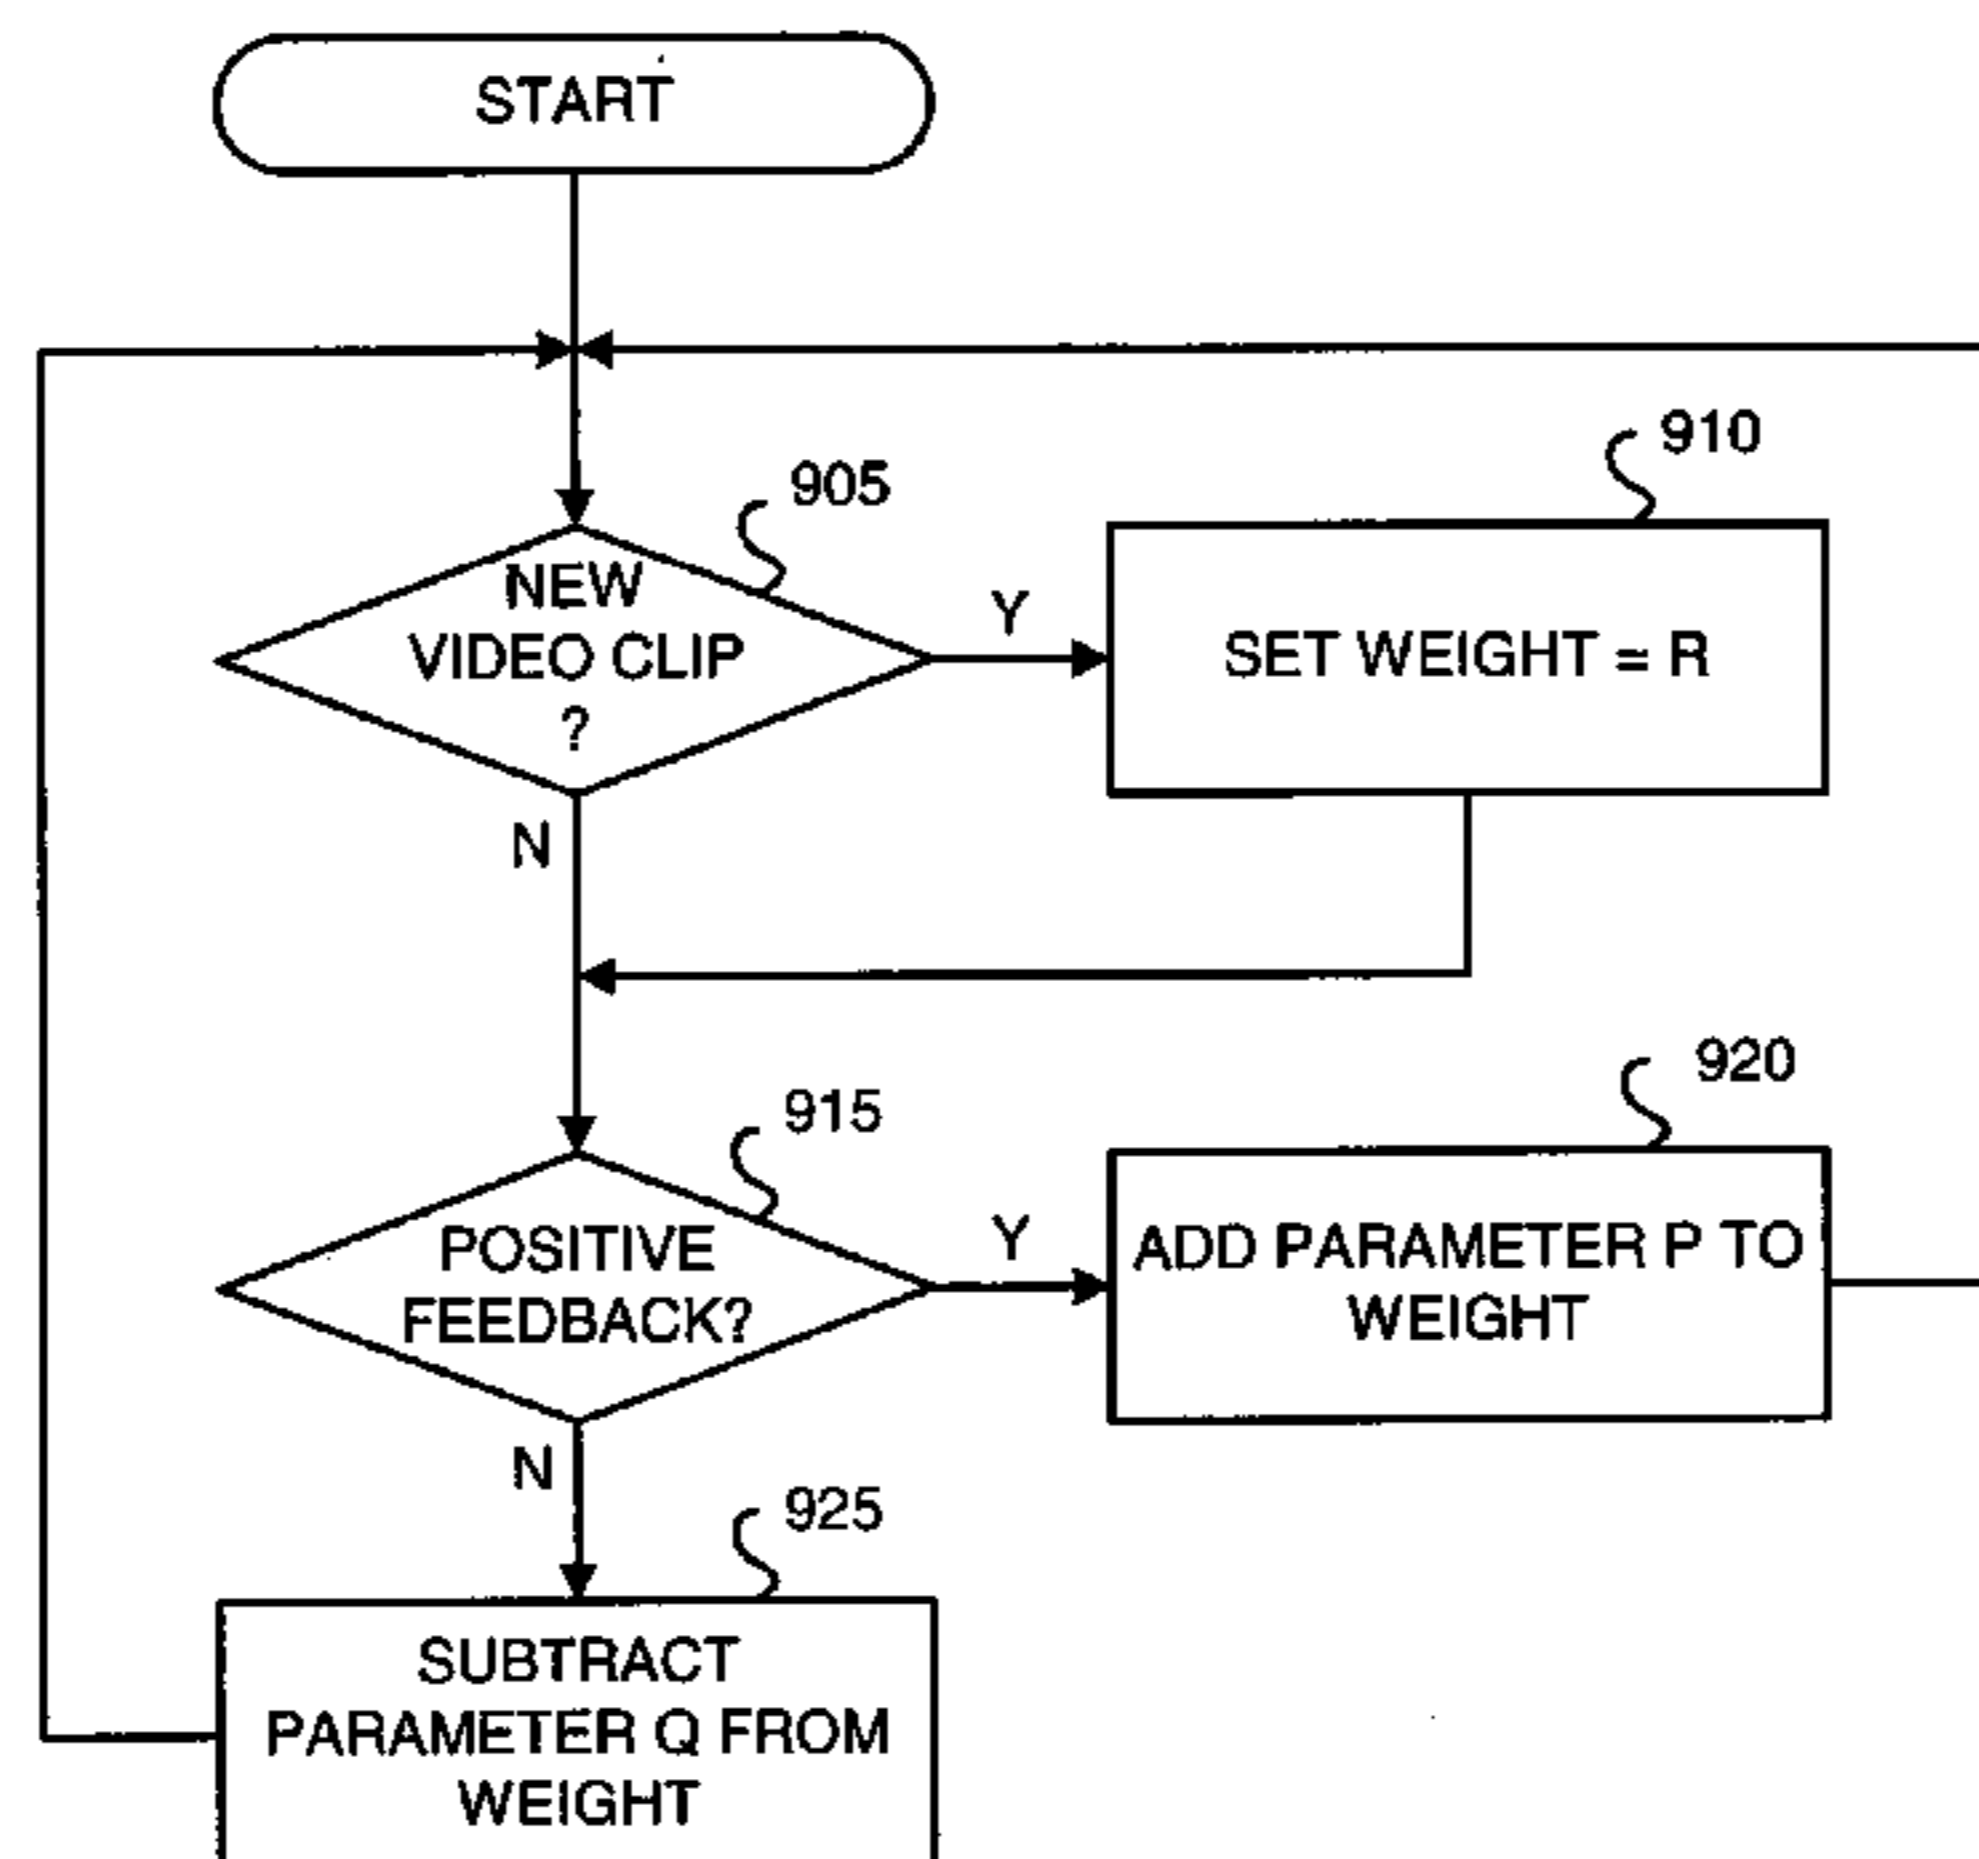 START
905
910
NEW
VIDEO CLIP
?
Y
SET WEIGHT = R
N
915
920
POSITIVE
FEEDBACK?
Y
ADD PARAMETER P TO
WEIGHT
N
925
SUBTRACT
PARAMETER Q FROM
WEIGHT